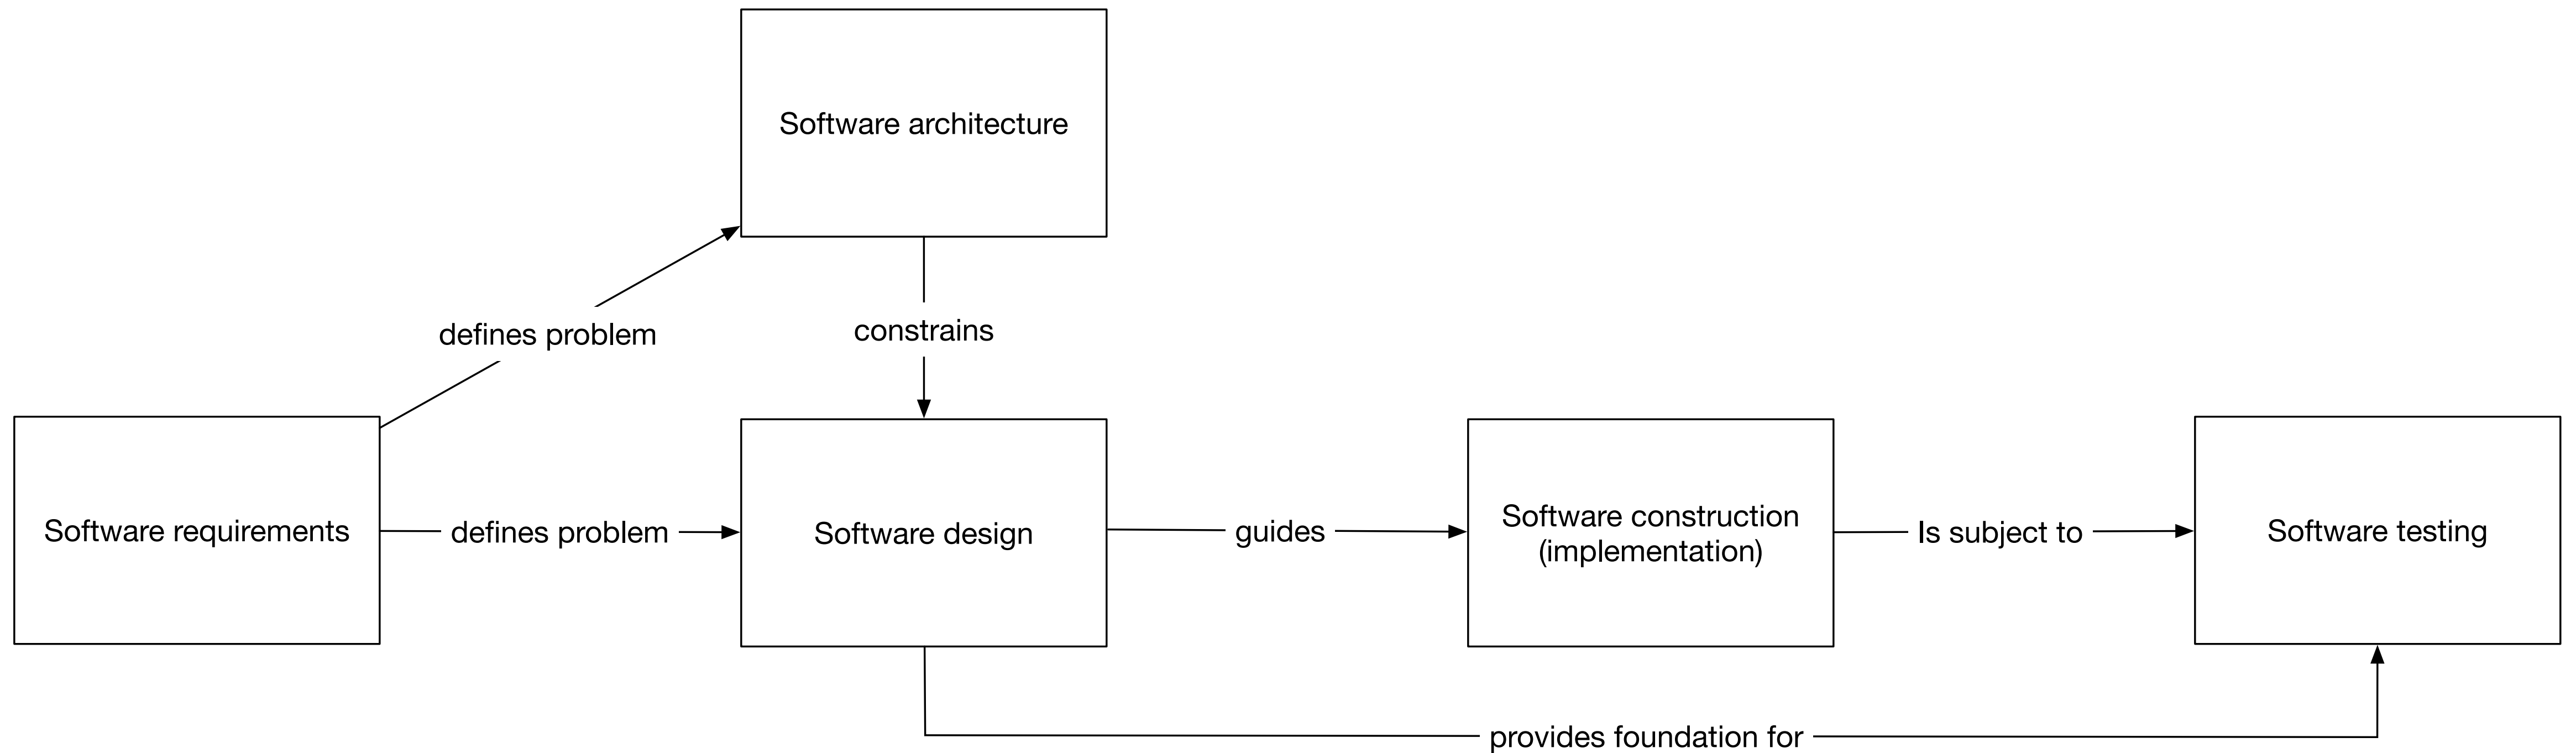 Software architecture
defines problem
constrains
Software requirements
defines problem
Software design
guides
Software construction
(implementation)
Is subject to
Software testing
provides foundation for